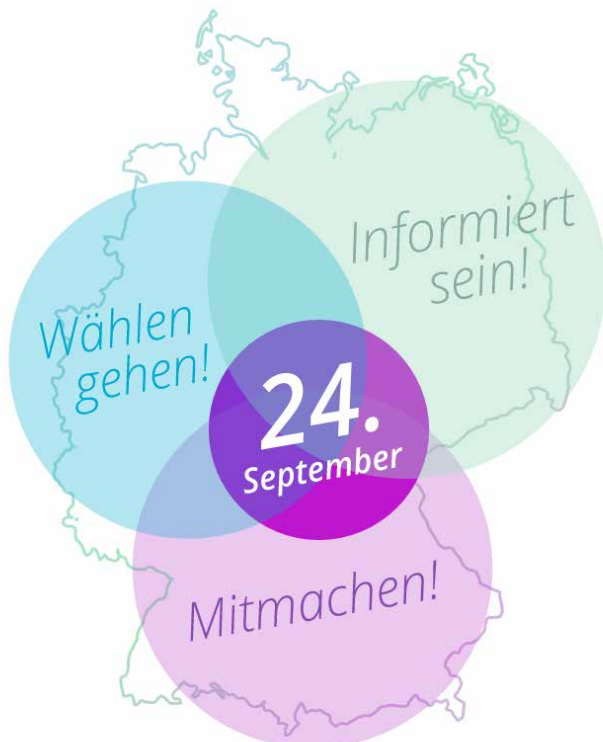 Informiert
sein!
Wählen
gehen!
24.
September
Mitmachen!